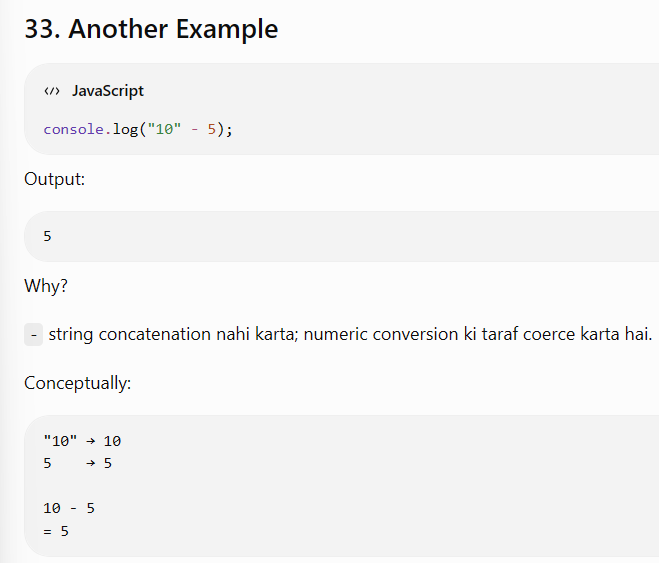 33. Another Example
</> JavaScript
console.log("10" - 5);
Output:
5
Why?
- string concatenation nahi karta; numeric conversion ki taraf coerce karta hai.
Conceptually:
"10" → 10
5    → 5
10 - 5
= 5